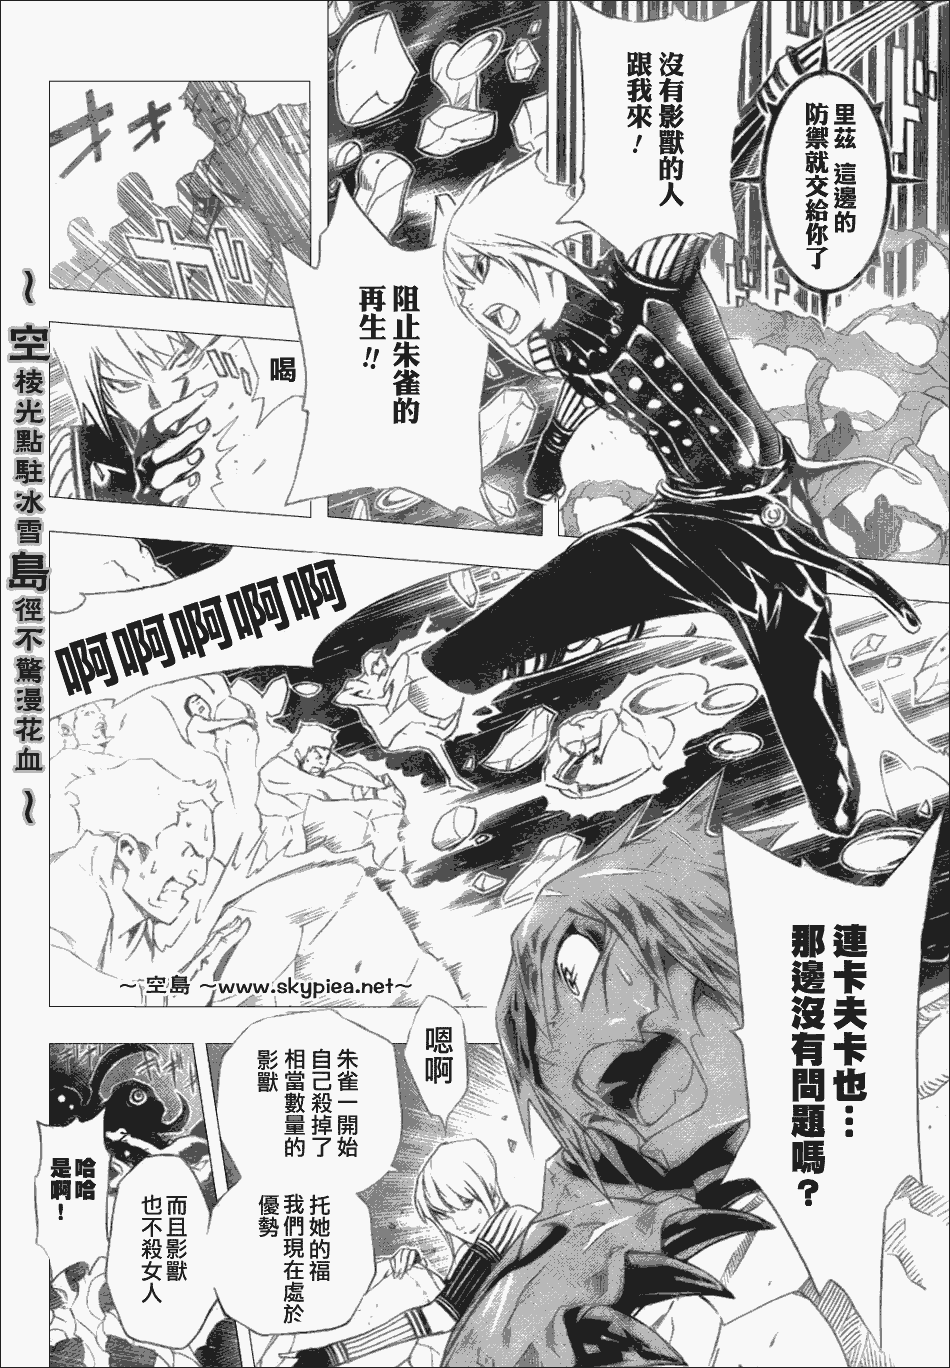 里茲 這邊的
防禦就交給你了
沒有影獸的人
跟我來！
阻止朱雀的
再生!!
喝
啊啊啊啊啊
連卡夫卡也…
那邊沒有問題嗎？
嗯啊
朱雀一開始
自己殺掉了
相當數量的
影獸
托她的福
我們現在處於
優勢
而且影獸
也不殺女人
哈哈
是啊！
～空棱光點駐冰雪島徑不驚漫花血～
～空島～www.skypiea.net～